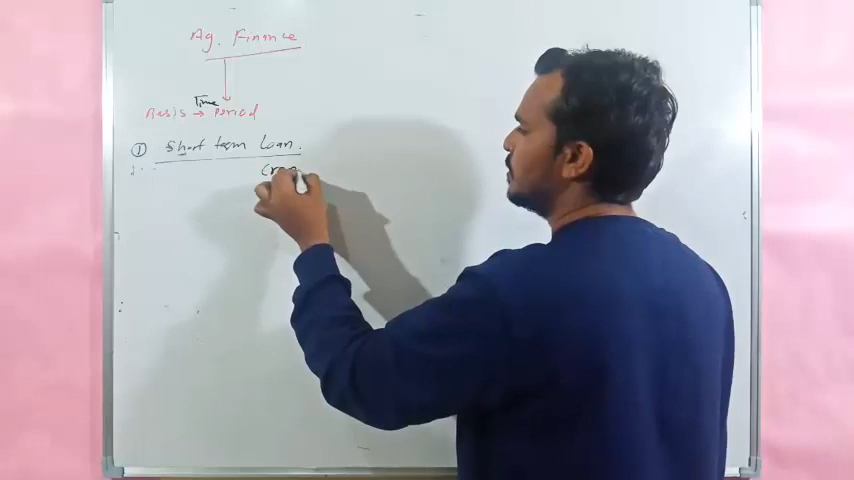 Ag. Finance
Time
Basis → Period
① Short term Loan.